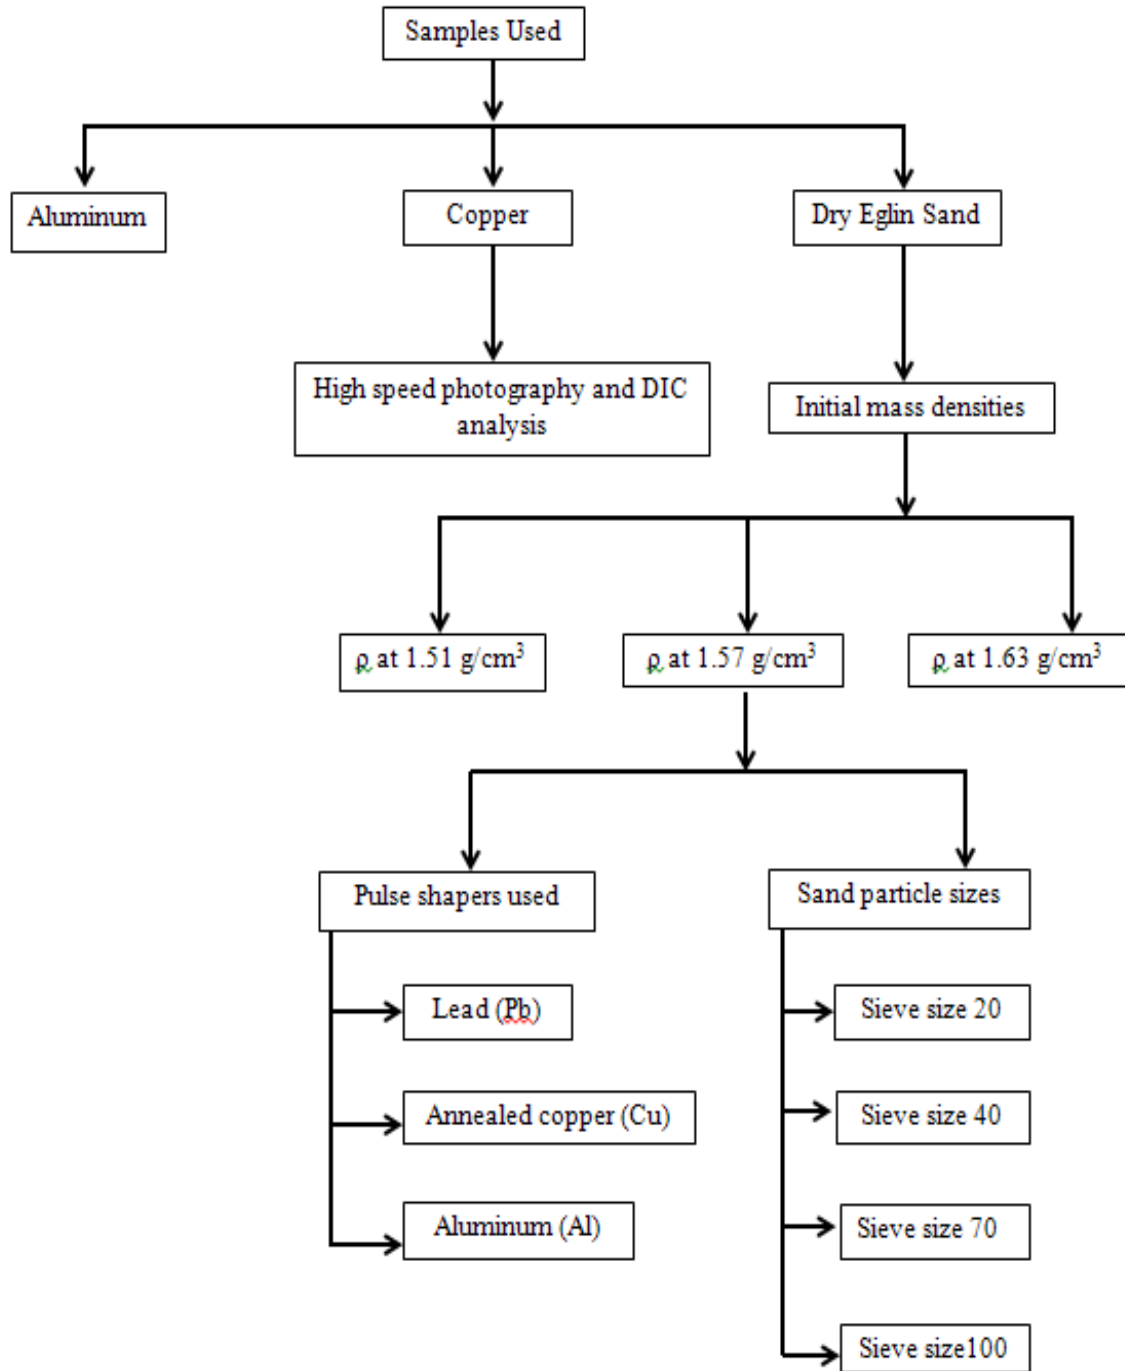 Samples Used
Aluminum
Copper
Dry Eglin Sand
High speed photography and DIC
analysis
Initial mass densities
ρ at 1.51 g/cm³
ρ at 1.57 g/cm³
ρ at 1.63 g/cm³
Pulse shapers used
Sand particle sizes
Lead (Pb)
Sieve size 20
Annealed copper (Cu)
Sieve size 40
Aluminum (Al)
Sieve size 70
Sieve size100